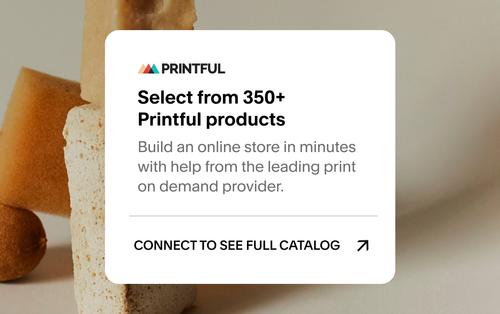 PRINTFUL
Select from 350+
Printful products
Build an online store in minutes
with help from the leading print
on demand provider.
CONNECT TO SEE FULL CATALOG